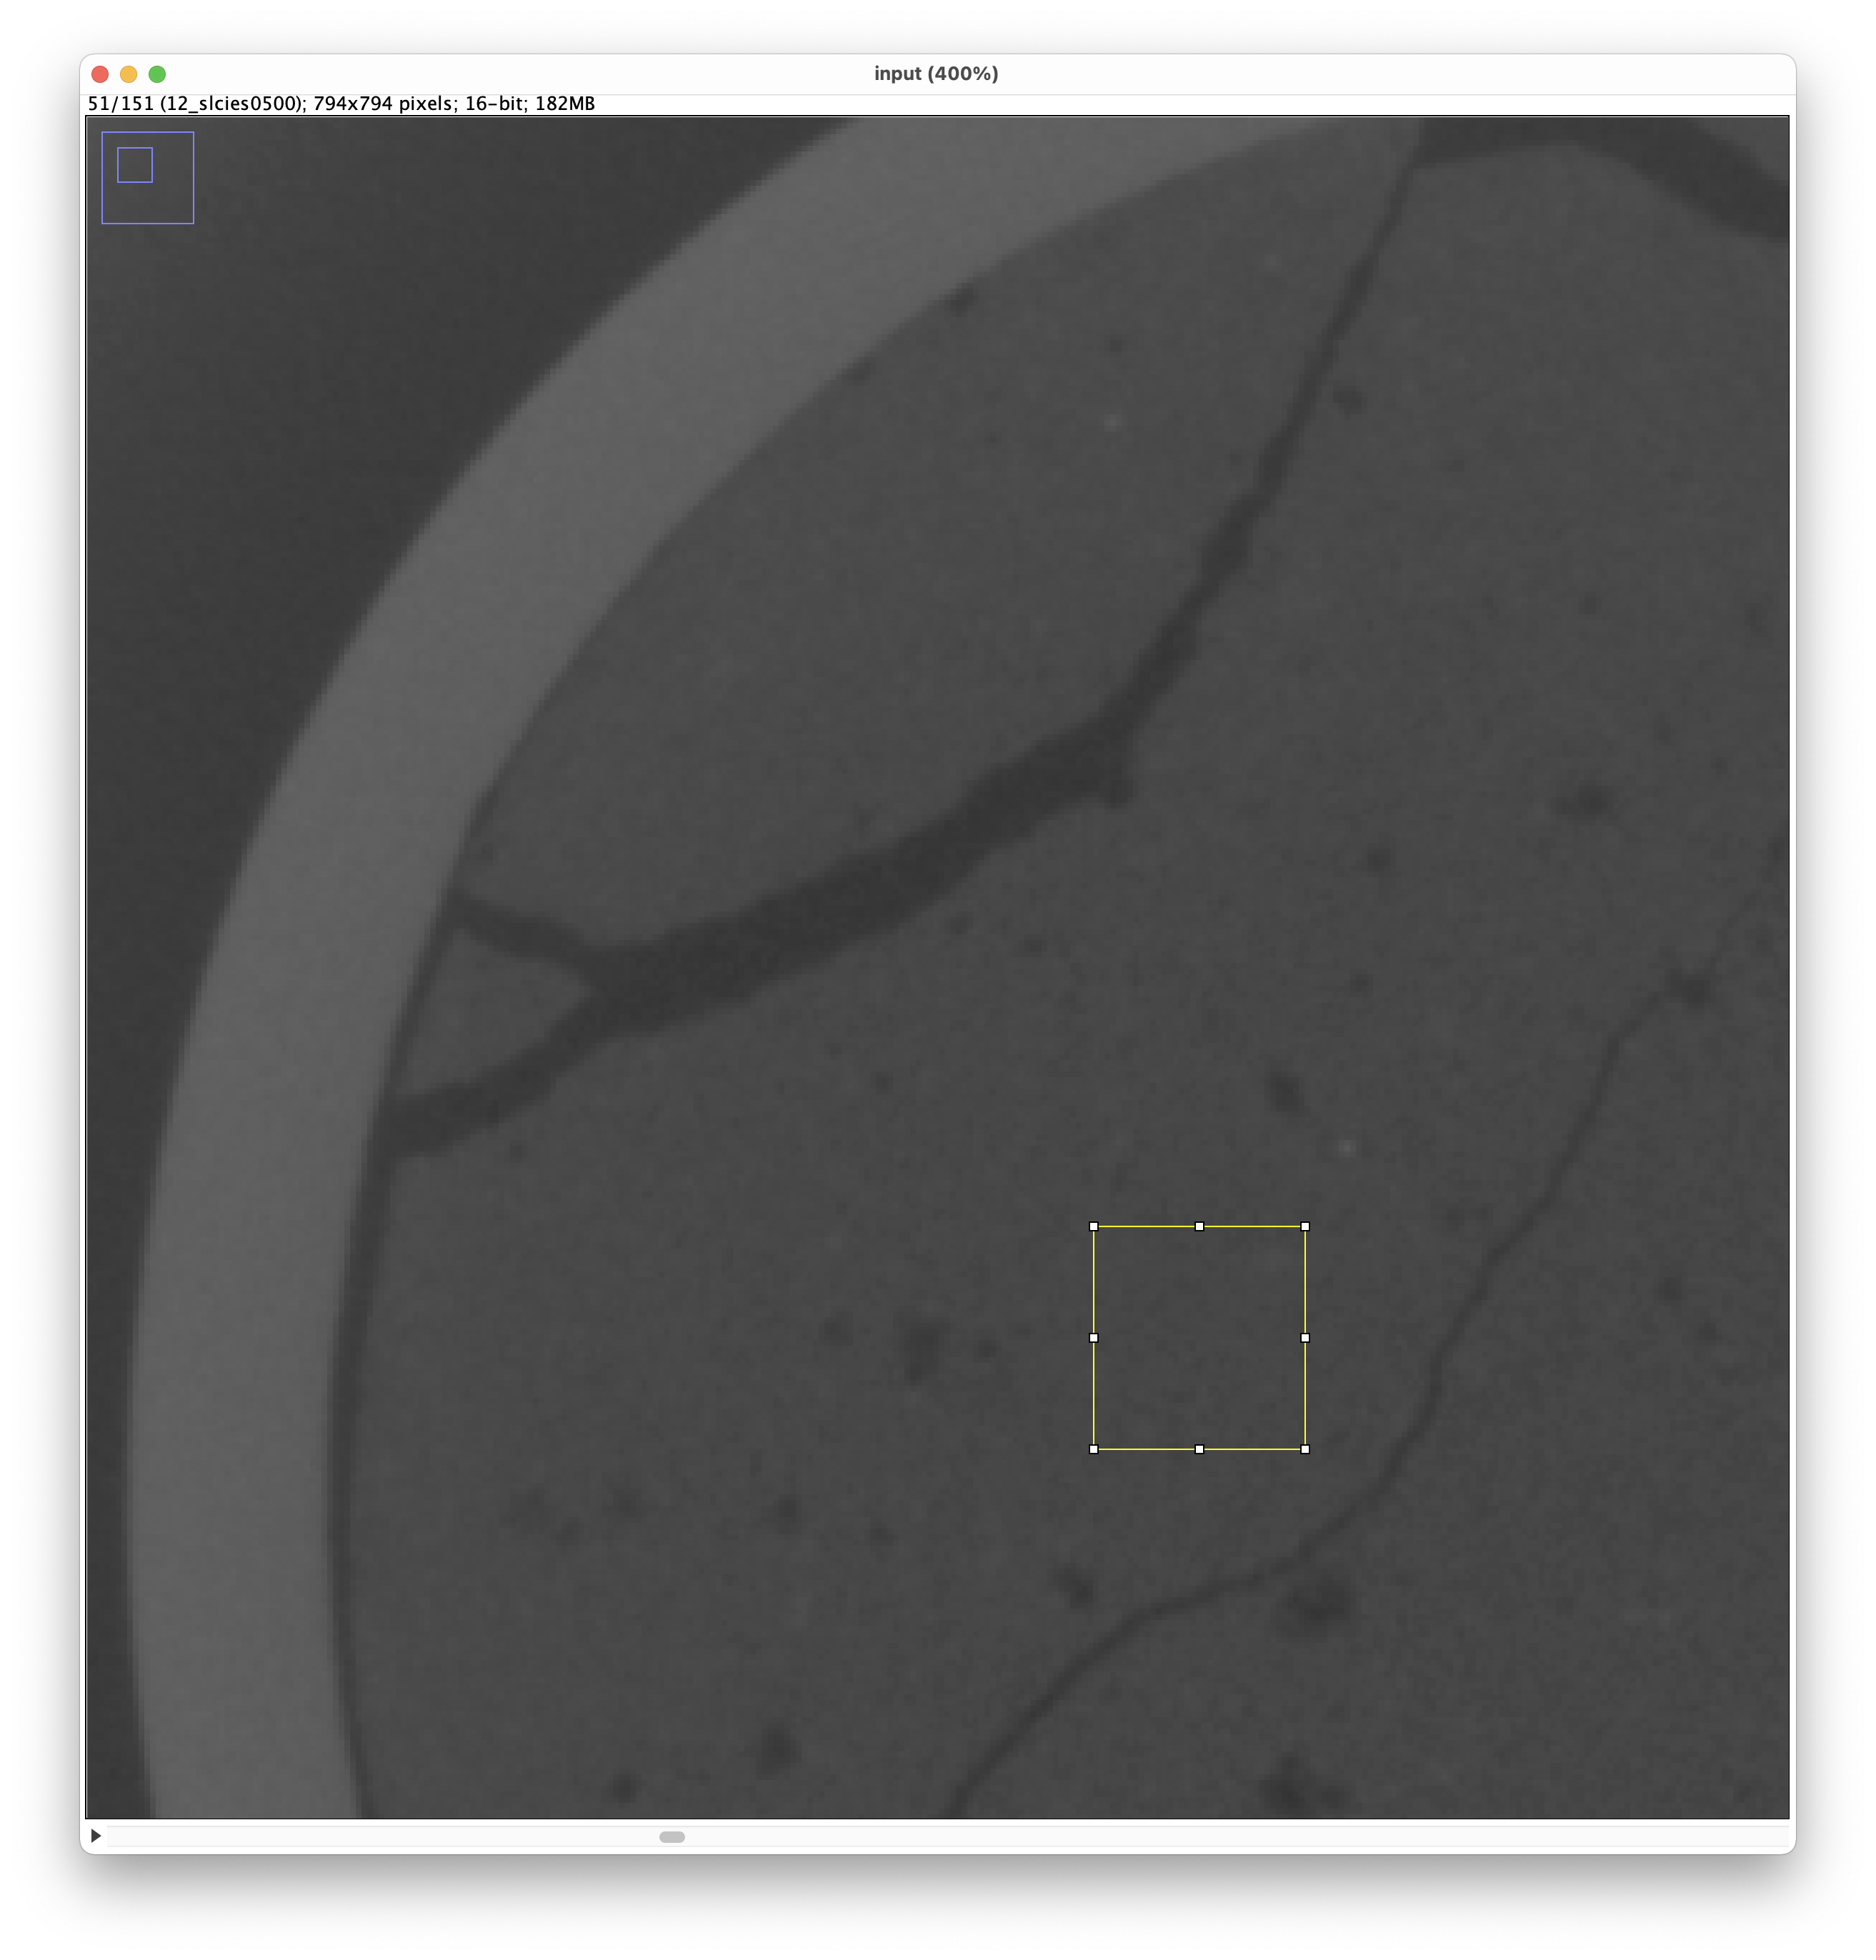 input (400%)
51/151 (12_slcies0500); 794x794 pixels; 16-bit; 182MB